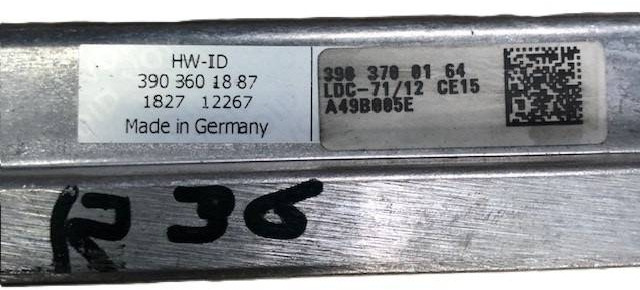 HW-ID
390 360 18 87
1827 12267
Made in Germany
390 370 01 64
LDC-71/12 CE15
A49B005E
R 36